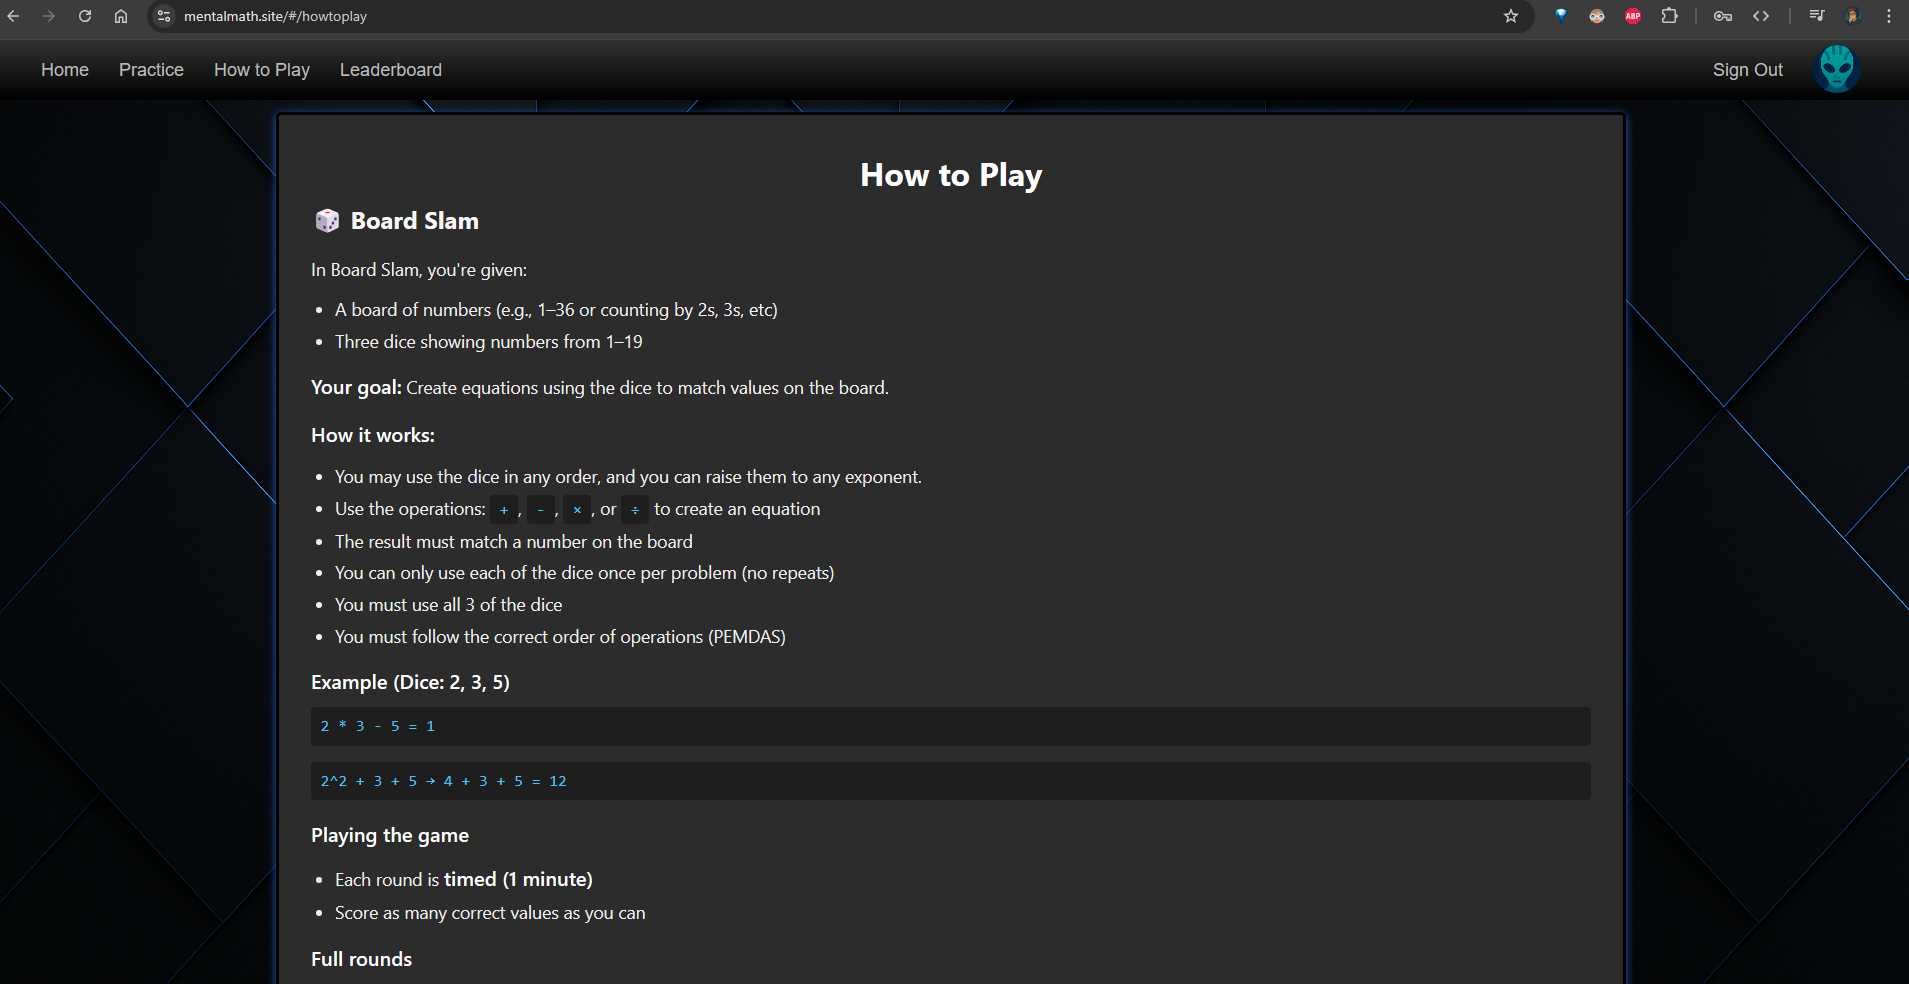 mentalmath.site/#/howtoplay
ABP
Home Practice How to Play Leaderboard Sign Out
How to Play
Board Slam
In Board Slam, you're given:
• A board of numbers (e.g., 1–36 or counting by 2s, 3s, etc)
• Three dice showing numbers from 1–19
Your goal: Create equations using the dice to match values on the board.
How it works:
• You may use the dice in any order, and you can raise them to any exponent.
• Use the operations: + , - , × , or ÷ to create an equation
• The result must match a number on the board
• You can only use each of the dice once per problem (no repeats)
• You must use all 3 of the dice
• You must follow the correct order of operations (PEMDAS)
Example (Dice: 2, 3, 5)
2 * 3 - 5 = 1
2^2 + 3 + 5 → 4 + 3 + 5 = 12
Playing the game
• Each round is timed (1 minute)
• Score as many correct values as you can
Full rounds